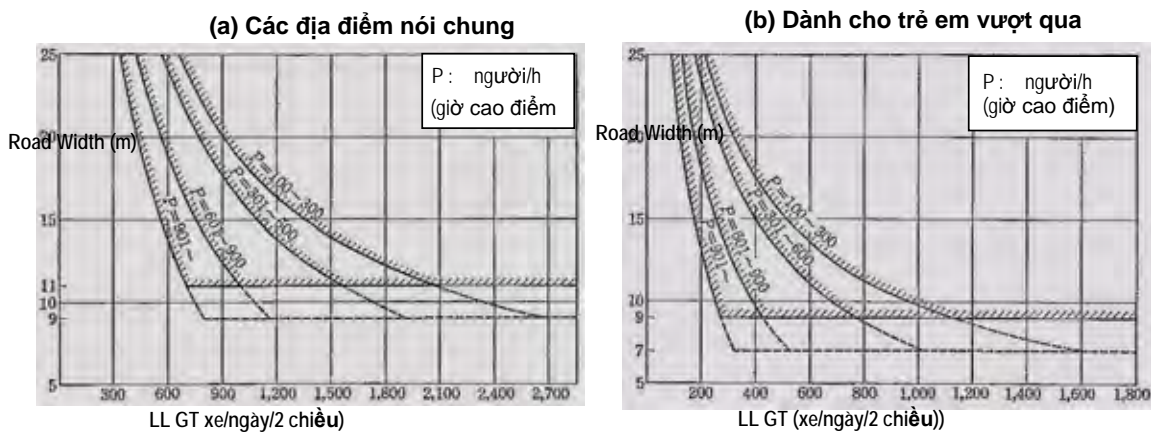 (a) Các địa điểm nói chung
P : người/h
(giờ cao điểm
Road Width (m)
25
20
15
11
10
9
5
P=901~
P=601~900
P=301~600
P=100~300
300 600 900 1,200 1,500 1,800 2,100 2,400 2,700
LL GT xe/ngày/2 chiều)
(b) Dành cho trẻ em vượt qua
P : người/h
(giờ cao điểm)
Road Width (m)
25
20
15
10
9
7
5
P=901~
P=601~900
P=301~600
P=100~300
200 400 600 800 1,000 1,200 1,400 1,600 1,800
LL GT (xe/ngày/2 chiều))